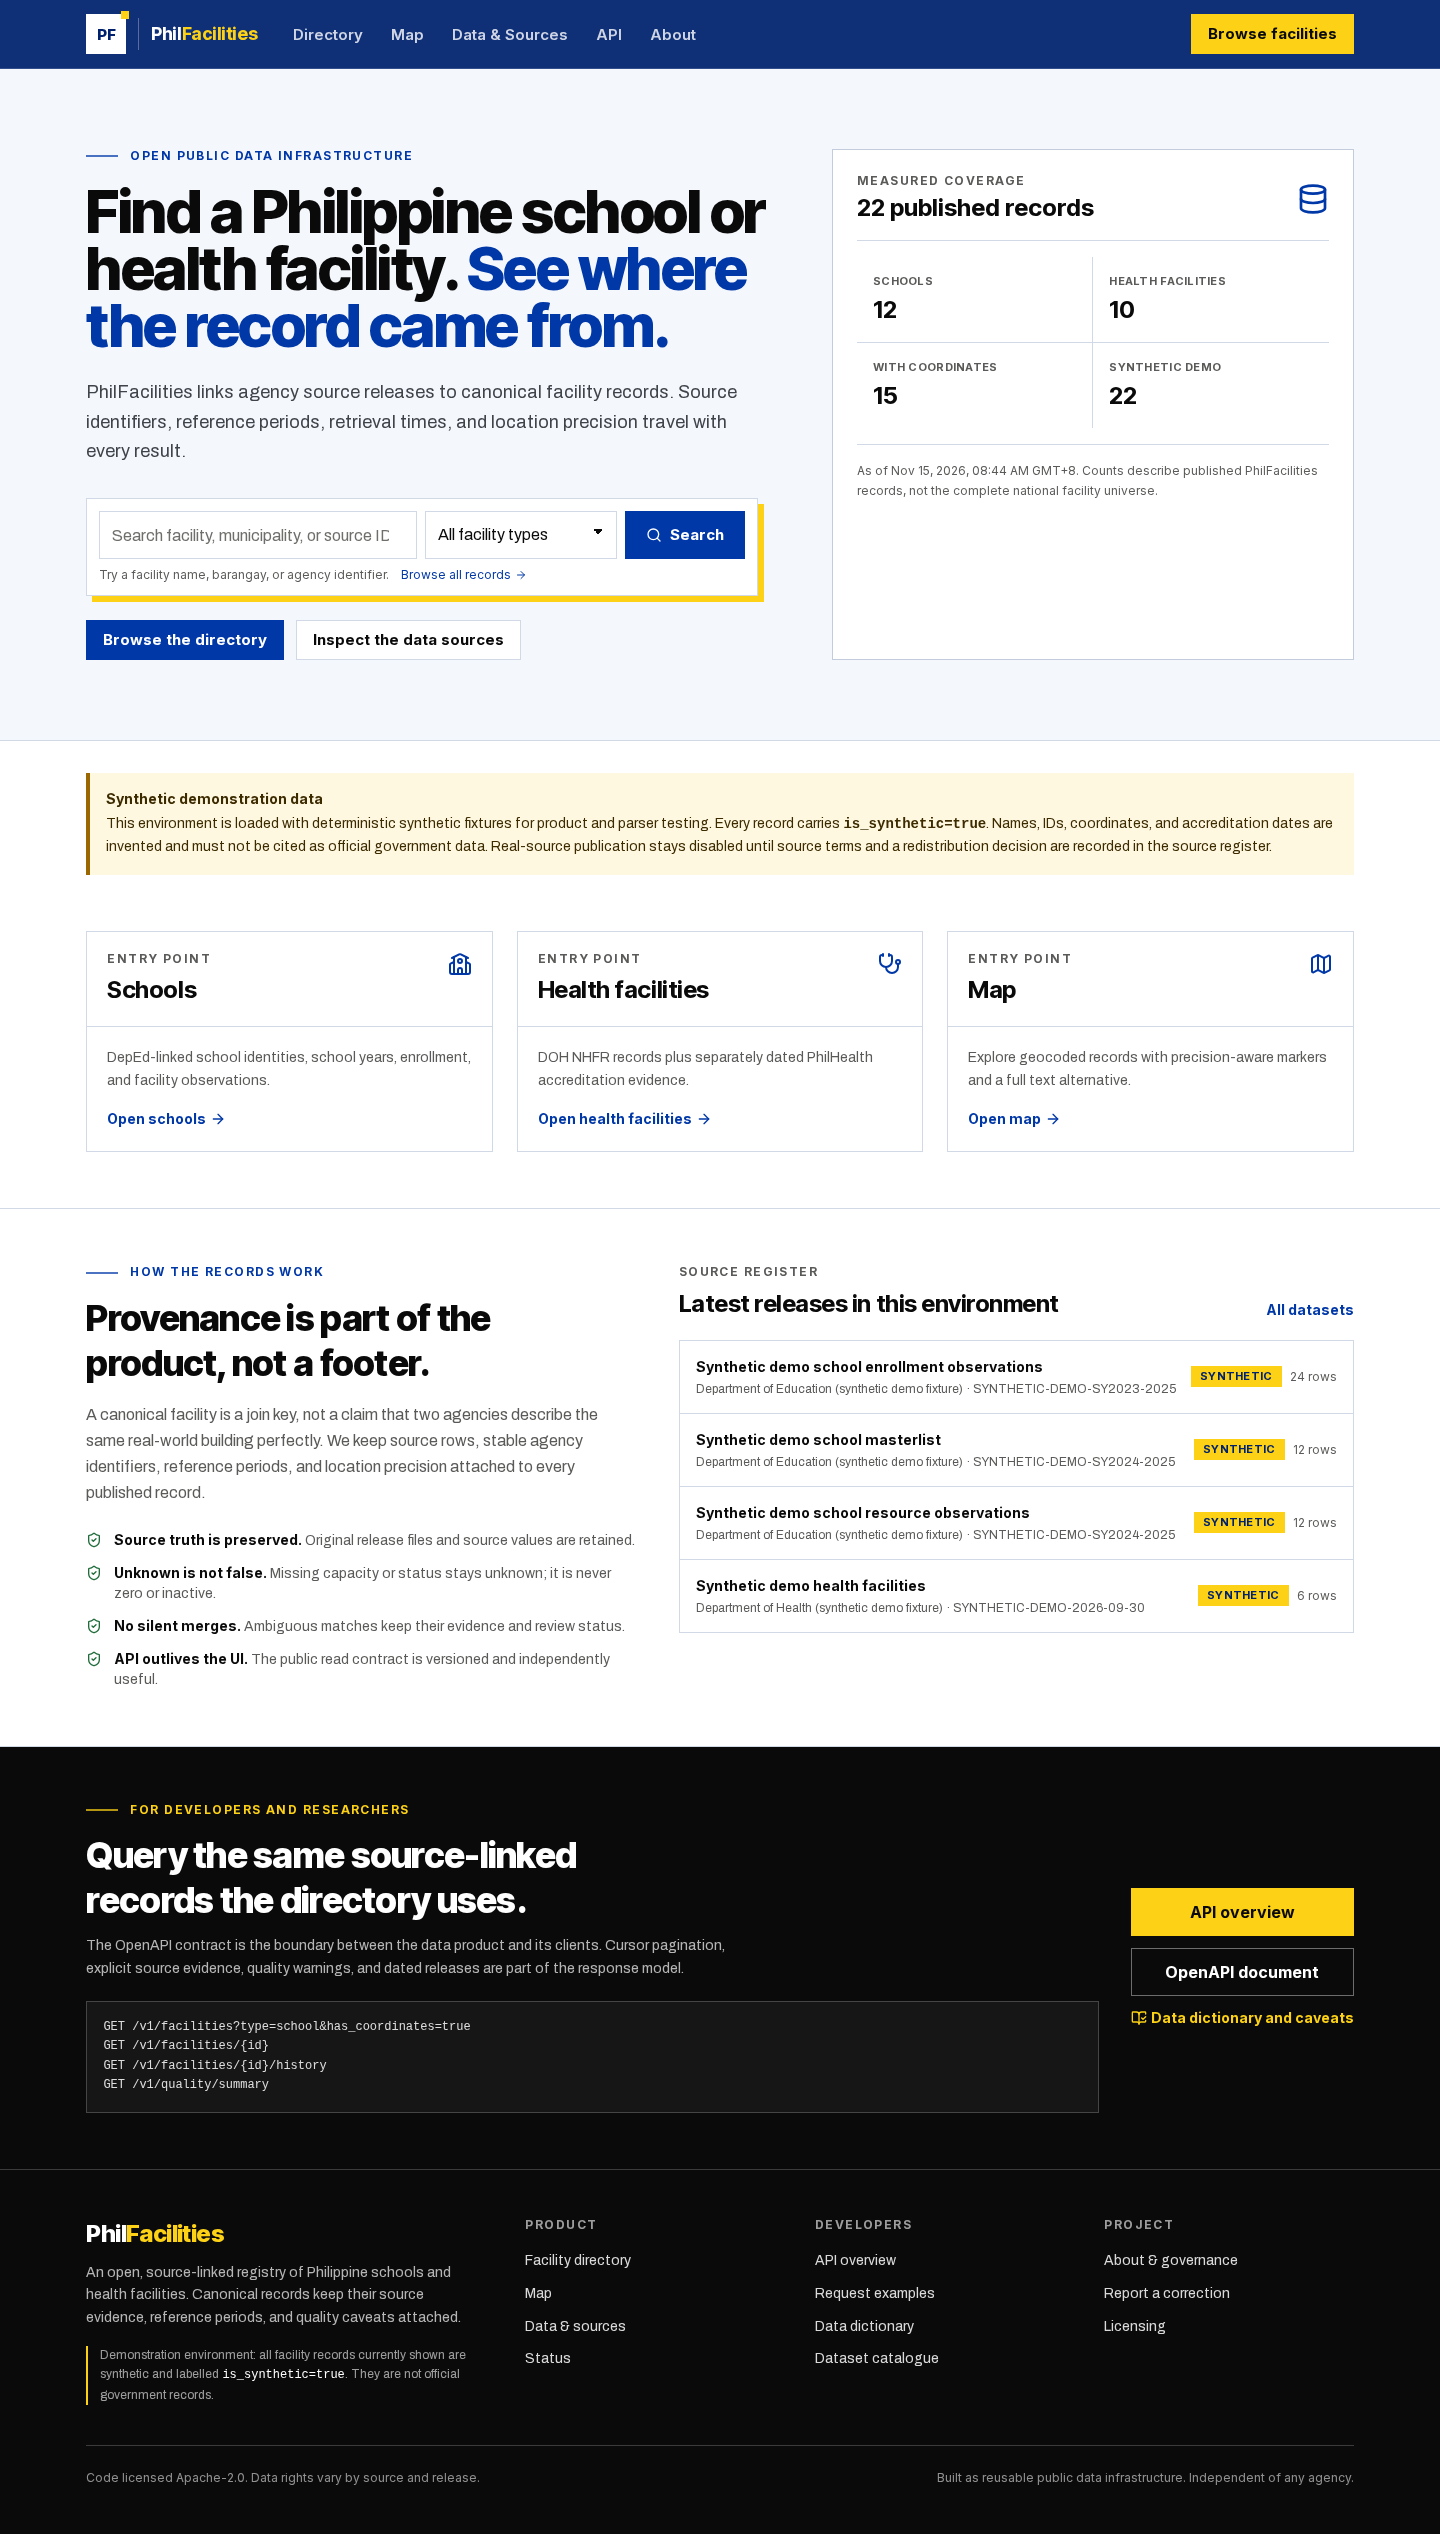 PF
PhilFacilities
Directory
Map
Data & Sources
API
About
Browse facilities
OPEN PUBLIC DATA INFRASTRUCTURE
Find a Philippine school or
health facility. See where
the record came from.
PhilFacilities links agency source releases to canonical facility records. Source
identifiers, reference periods, retrieval times, and location precision travel with
every result.
Search facility, municipality, or source ID
All facility types
Search
Try a facility name, barangay, or agency identifier.
Browse all records →
Browse the directory
Inspect the data sources
MEASURED COVERAGE
22 published records
SCHOOLS
12
HEALTH FACILITIES
10
WITH COORDINATES
15
SYNTHETIC DEMO
22
As of Nov 15, 2026, 08:44 AM GMT+8. Counts describe published PhilFacilities
records, not the complete national facility universe.
Synthetic demonstration data
This environment is loaded with deterministic synthetic fixtures for product and parser testing. Every record carries is_synthetic=true. Names, IDs, coordinates, and accreditation dates are
invented and must not be cited as official government data. Real-source publication stays disabled until source terms and a redistribution decision are recorded in the source register.
ENTRY POINT
Schools
DepEd-linked school identities, school years, enrollment,
and facility observations.
Open schools →
ENTRY POINT
Health facilities
DOH NHFR records plus separately dated PhilHealth
accreditation evidence.
Open health facilities →
ENTRY POINT
Map
Explore geocoded records with precision-aware markers
and a full text alternative.
Open map →
HOW THE RECORDS WORK
Provenance is part of the
product, not a footer.
A canonical facility is a join key, not a claim that two agencies describe the
same real-world building perfectly. We keep source rows, stable agency
identifiers, reference periods, and location precision attached to every
published record.
Source truth is preserved. Original release files and source values are retained.
Unknown is not false. Missing capacity or status stays unknown; it is never
zero or inactive.
No silent merges. Ambiguous matches keep their evidence and review status.
API outlives the UI. The public read contract is versioned and independently
useful.
SOURCE REGISTER
Latest releases in this environment
All datasets
Synthetic demo school enrollment observations
Department of Education (synthetic demo fixture) · SYNTHETIC-DEMO-SY2023-2025
SYNTHETIC
24 rows
Synthetic demo school masterlist
Department of Education (synthetic demo fixture) · SYNTHETIC-DEMO-SY2024-2025
SYNTHETIC
12 rows
Synthetic demo school resource observations
Department of Education (synthetic demo fixture) · SYNTHETIC-DEMO-SY2024-2025
SYNTHETIC
12 rows
Synthetic demo health facilities
Department of Health (synthetic demo fixture) · SYNTHETIC-DEMO-2026-09-30
SYNTHETIC
6 rows
FOR DEVELOPERS AND RESEARCHERS
Query the same source-linked
records the directory uses.
The OpenAPI contract is the boundary between the data product and its clients. Cursor pagination,
explicit source evidence, quality warnings, and dated releases are part of the response model.
GET /v1/facilities?type=school&has_coordinates=true
GET /v1/facilities/{id}
GET /v1/facilities/{id}/history
GET /v1/quality/summary
API overview
OpenAPI document
Data dictionary and caveats
PhilFacilities
An open, source-linked registry of Philippine schools and
health facilities. Canonical records keep their source
evidence, reference periods, and quality caveats attached.
Demonstration environment: all facility records currently shown are
synthetic and labelled is_synthetic=true. They are not official
government records.
PRODUCT
Facility directory
Map
Data & sources
Status
DEVELOPERS
API overview
Request examples
Data dictionary
Dataset catalogue
PROJECT
About & governance
Report a correction
Licensing
Code licensed Apache-2.0. Data rights vary by source and release.
Built as reusable public data infrastructure. Independent of any agency.